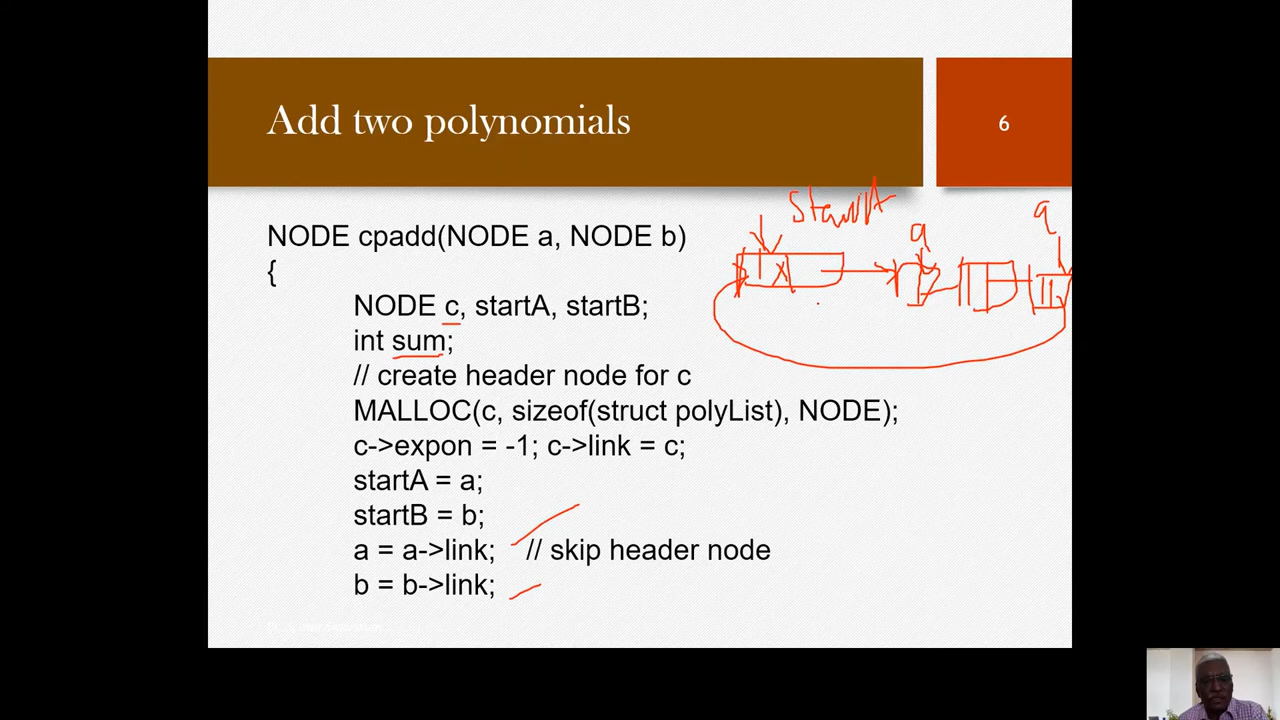 Add two polynomials
6
NODE cpadd(NODE a, NODE b)
{
NODE c, startA, startB;
int sum;
// create header node for c
MALLOC(c, sizeof(struct polyList), NODE);
c->expon = -1; c->link = c;
startA = a;
startB = b;
a = a->link; // skip header node
b = b->link;
startA
a
a